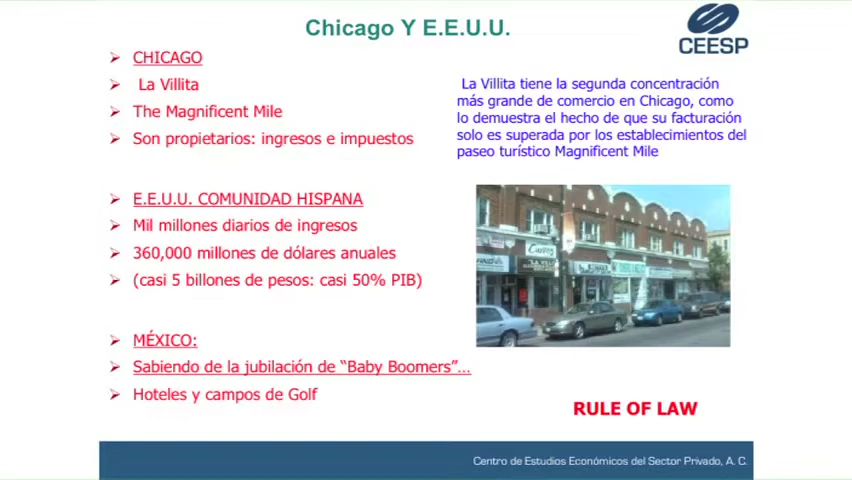 Chicago Y E.E.U.U.
CEESP
CHICAGO
La Villita
The Magnificent Mile
Son propietarios: ingresos e impuestos
La Villita tiene la segunda concentración
más grande de comercio en Chicago, como
lo demuestra el hecho de que su facturación
solo es superada por los establecimientos del
paseo turístico Magnificent Mile
E.E.U.U. COMUNIDAD HISPANA
Mil millones diarios de ingresos
360,000 millones de dólares anuales
(casi 5 billones de pesos: casi 50% PIB)
MÉXICO:
Sabiendo de la jubilación de “Baby Boomers”…
Hoteles y campos de Golf
RULE OF LAW
Centro de Estudios Económicos del Sector Privado, A. C.